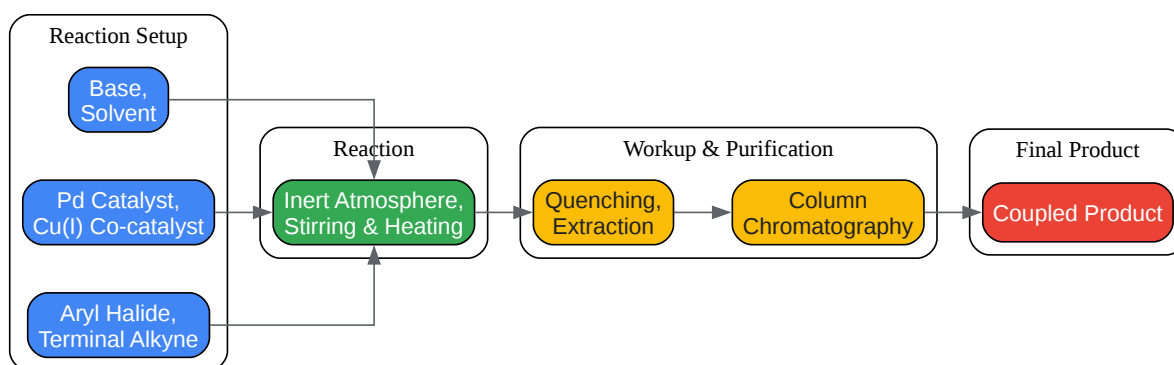 Reaction Setup
Base,
Solvent
Pd Catalyst,
Cu(I) Co-catalyst
Aryl Halide,
Terminal Alkyne
Reaction
Inert Atmosphere,
Stirring & Heating
Workup & Purification
Quenching,
Extraction
Column
Chromatography
Final Product
Coupled Product